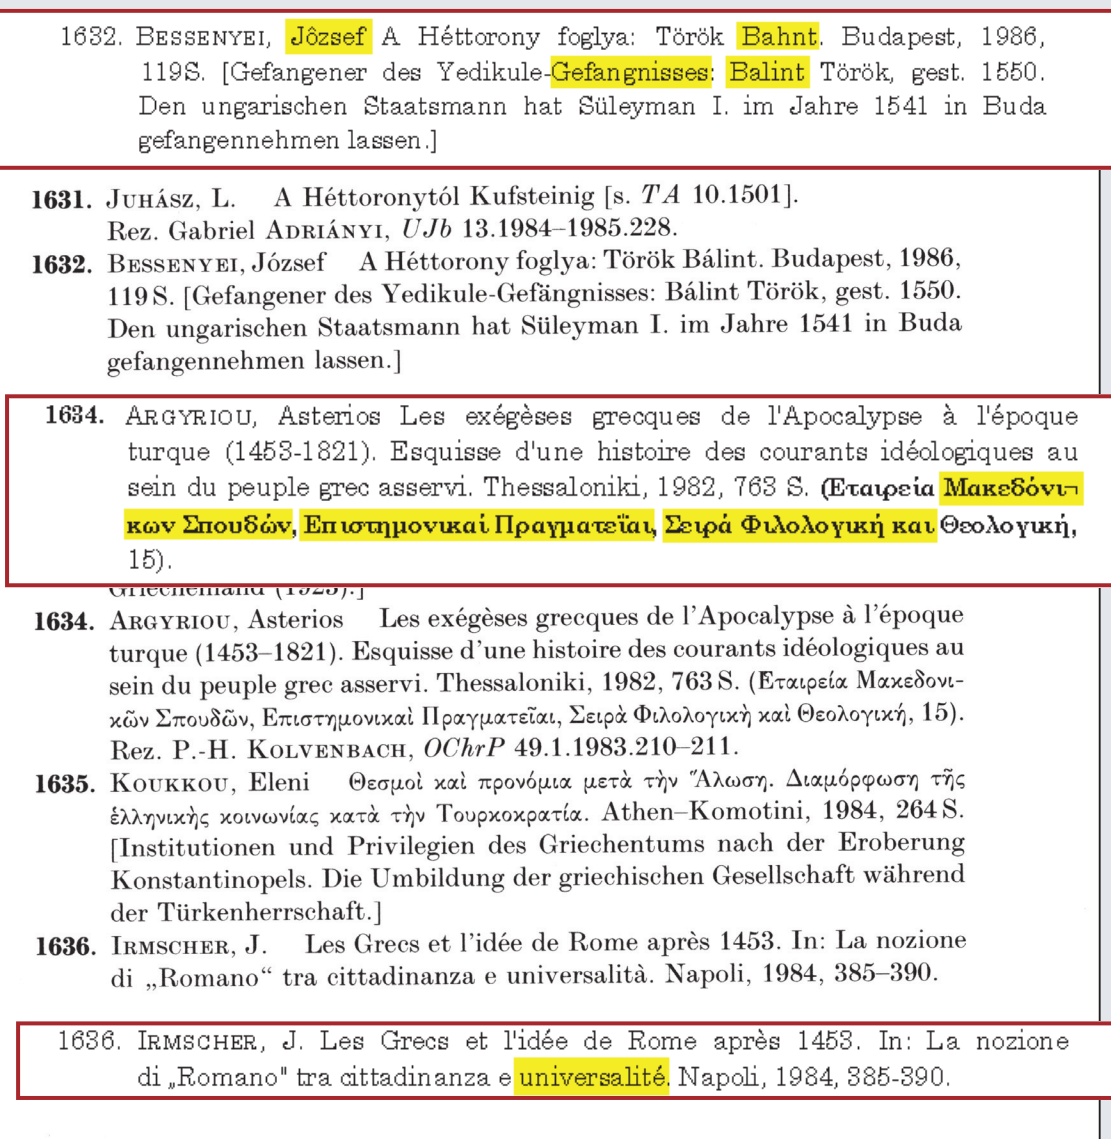 1632. BESSENYEI, Jôzsef A Héttorony foglya: Török Bahnt. Budapest, 1986,
119S. [Gefangener des Yedikule-Gefangnisses: Balint Török, gest. 1550.
Den ungarischen Staatsmann hat Süleyman I. im Jahre 1541 in Buda
gefangennehmen lassen.]
1631. JUHÁSZ, L. A Héttoronytól Kufsteinig [s. TA 10.1501].
Rez. Gabriel ADRIÁNYI, UJb 13.1984–1985.228.
1632. BESSENYEI, József A Héttorony foglya: Török Bálint. Budapest, 1986,
119 S. [Gefangener des Yedikule-Gefängnisses: Bálint Török, gest. 1550.
Den ungarischen Staatsmann hat Süleyman I. im Jahre 1541 in Buda
gefangennehmen lassen.]
1634. ARGYRIOU, Asterios Les exégèses grecques de l'Apocalypse à l'époque
turque (1453-1821). Esquisse d'une histoire des courants idéologiques au
sein du peuple grec asservi. Thessaloniki, 1982, 763 S. (Εταιρεία Μακεδόνι¬
κων Σπουδών, Επιστημονικαί Πραγματεΐαι, Σειρά Φιλολογική και Θεολογική,
15).
1634. ARGYRIOU, Asterios Les exégèses grecques de l’Apocalypse à l’époque
turque (1453–1821). Esquisse d’une histoire des courants idéologiques au
sein du peuple grec asservi. Thessaloniki, 1982, 763 S. (Ἑταιρεία Μακεδονι-
κῶν Σπουδῶν, Επιστημονικαὶ Πραγματεῖαι, Σειρὰ Φιλολογικὴ καὶ Θεολογική, 15).
Rez. P.-H. KOLVENBACH, OChrP 49.1.1983.210–211.
1635. KOUKKOU, Eleni Θεσμοὶ καὶ προνόμια μετὰ τὴν Ἅλωση. Διαμόρφωση τῆς
ἑλληνικῆς κοινωνίας κατὰ τὴν Τουρκοκρατία. Athen–Komotini, 1984, 264 S.
[Institutionen und Privilegien des Griechentums nach der Eroberung
Konstantinopels. Die Umbildung der griechischen Gesellschaft während
der Türkenherrschaft.]
1636. IRMSCHER, J. Les Grecs et l’idée de Rome après 1453. In: La nozione
di „Romano“ tra cittadinanza e universalità. Napoli, 1984, 385–390.
1636. IRMSCHER, J. Les Grecs et l'idée de Rome après 1453. In: La nozione
di „Romano" tra cittadinanza e universalité. Napoli, 1984, 385-390.